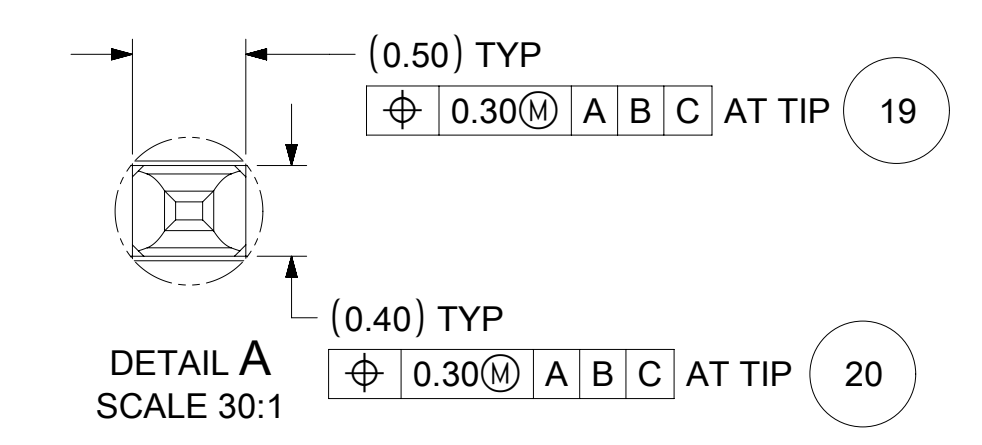 (0.50) TYP
⌖ 0.30Ⓜ A B C AT TIP 19
(0.40) TYP
⌖ 0.30Ⓜ A B C AT TIP 20
DETAIL A
SCALE 30:1